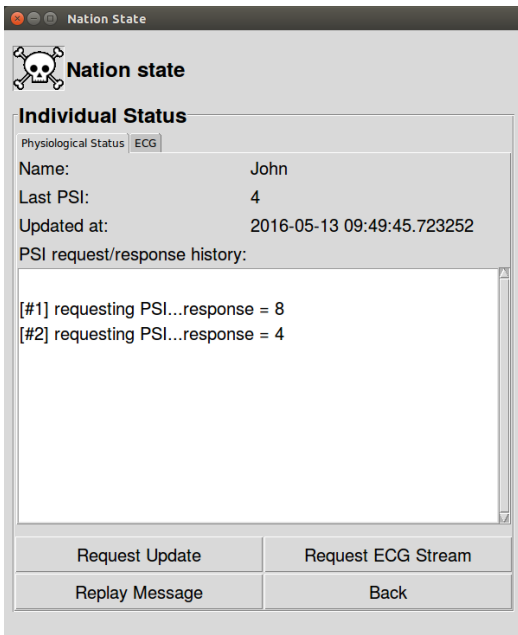 Nation State
Nation state
Individual Status
Physiological Status ECG
Name: John
Last PSI: 4
Updated at: 2016-05-13 09:49:45.723252
PSI request/response history:
[#1] requesting PSI...response = 8
[#2] requesting PSI...response = 4
Request Update Request ECG Stream
Replay Message Back